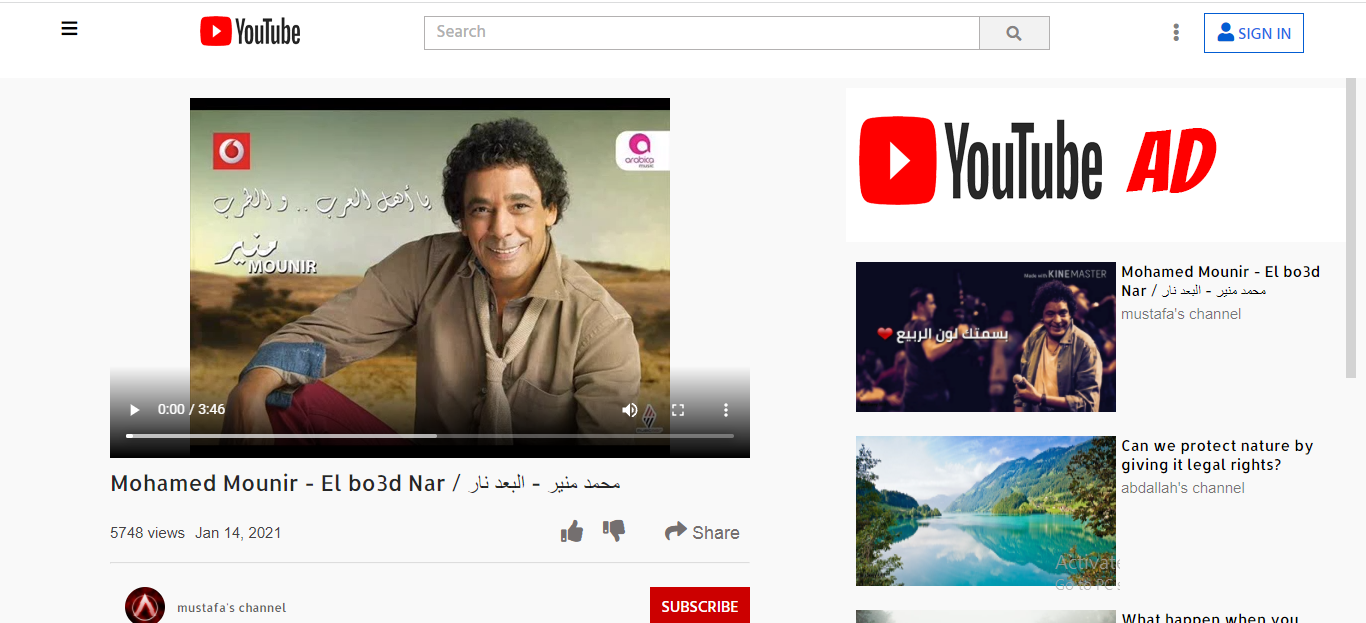 YouTube
Search
SIGN IN
يا أهل العرب .. و الطرب
منير
MOUNIR
arabica
music
0:00 / 3:46
Mohamed Mounir - El bo3d Nar / محمد منير - البعد نار
5748 views Jan 14, 2021
Share
mustafa's channel
SUBSCRIBE
YouTube AD
Made with KINEMASTER
بسمتك لون الربيع
Mohamed Mounir - El bo3d
Nar / محمد منير - البعد نار
mustafa's channel
Can we protect nature by
giving it legal rights?
abdallah's channel
Activate
Go to PC s
What happen when you